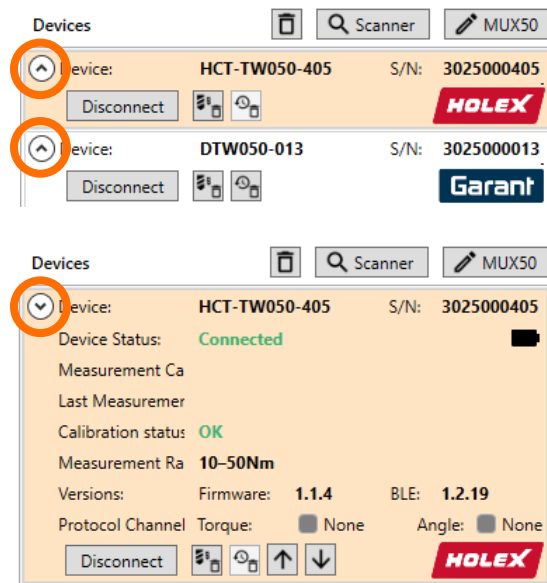 Devices Scanner MUX50
Device: HCT-TW050-405 S/N: 3025000405
Disconnect HOLEX
Device: DTW050-013 S/N: 3025000013
Disconnect Garant
Devices Scanner MUX50
Device: HCT-TW050-405 S/N: 3025000405
Device Status: Connected
Measurement Ca
Last Measuremer
Calibration status OK
Measurement Ra 10–50Nm
Versions: Firmware: 1.1.4 BLE: 1.2.19
Protocol Channel Torque: None Angle: None
Disconnect HOLEX